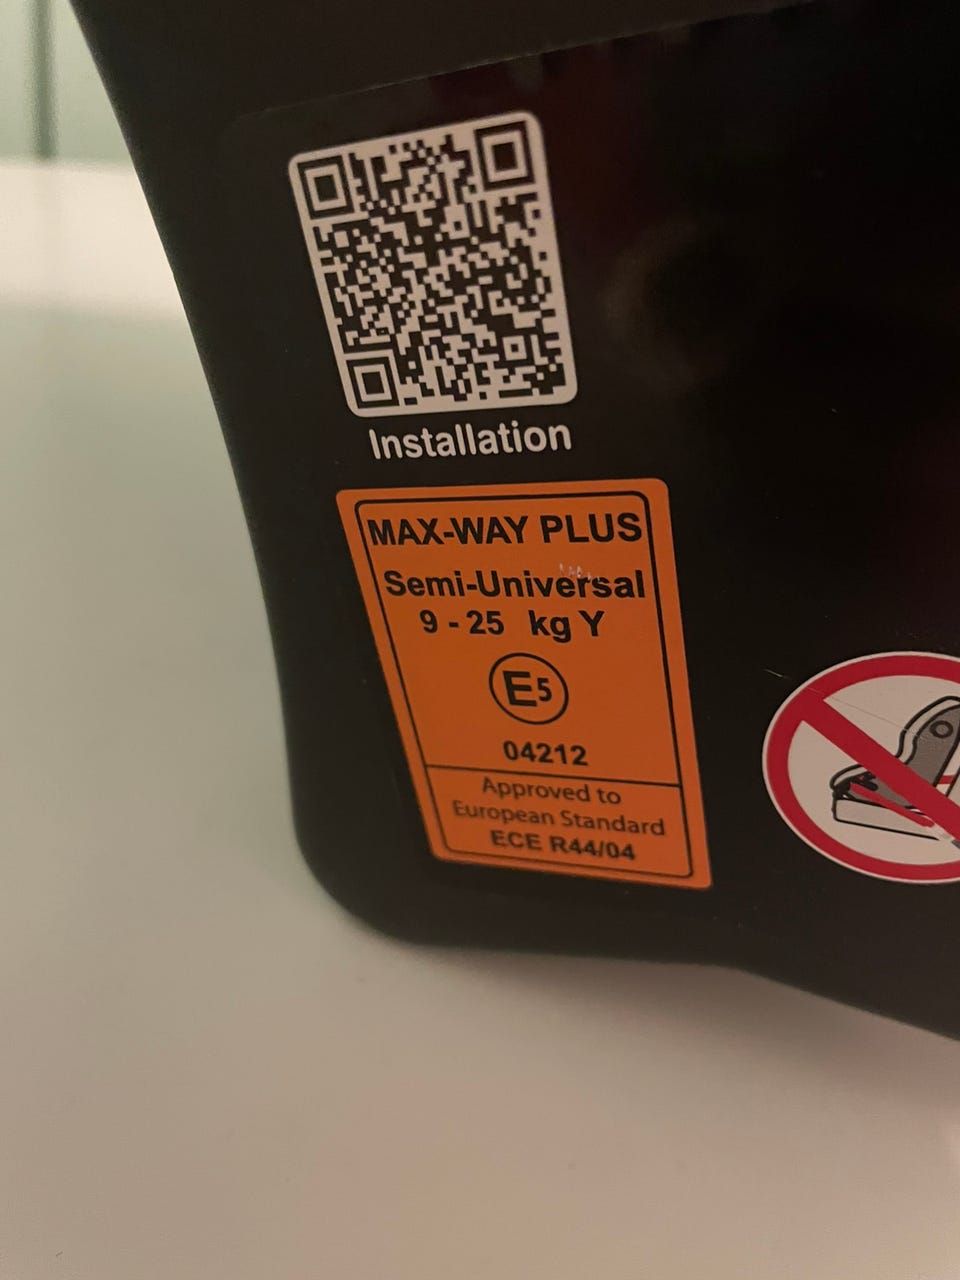 Installation
MAX-WAY PLUS
Semi-Universal
9 - 25 kg Y
E5
04212
Approved to
European Standard
ECE R44/04